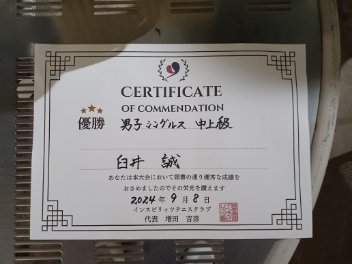 CERTIFICATE
OF COMMENDATION
優勝 男子シングルス 中上級
臼井 誠
あなたは本大会において頭書の通り優秀な成績を
おさめましたのでその栄光を讃えます
2024年9月8日
インスピリッツテニスクラブ
代表 増田 吉彦